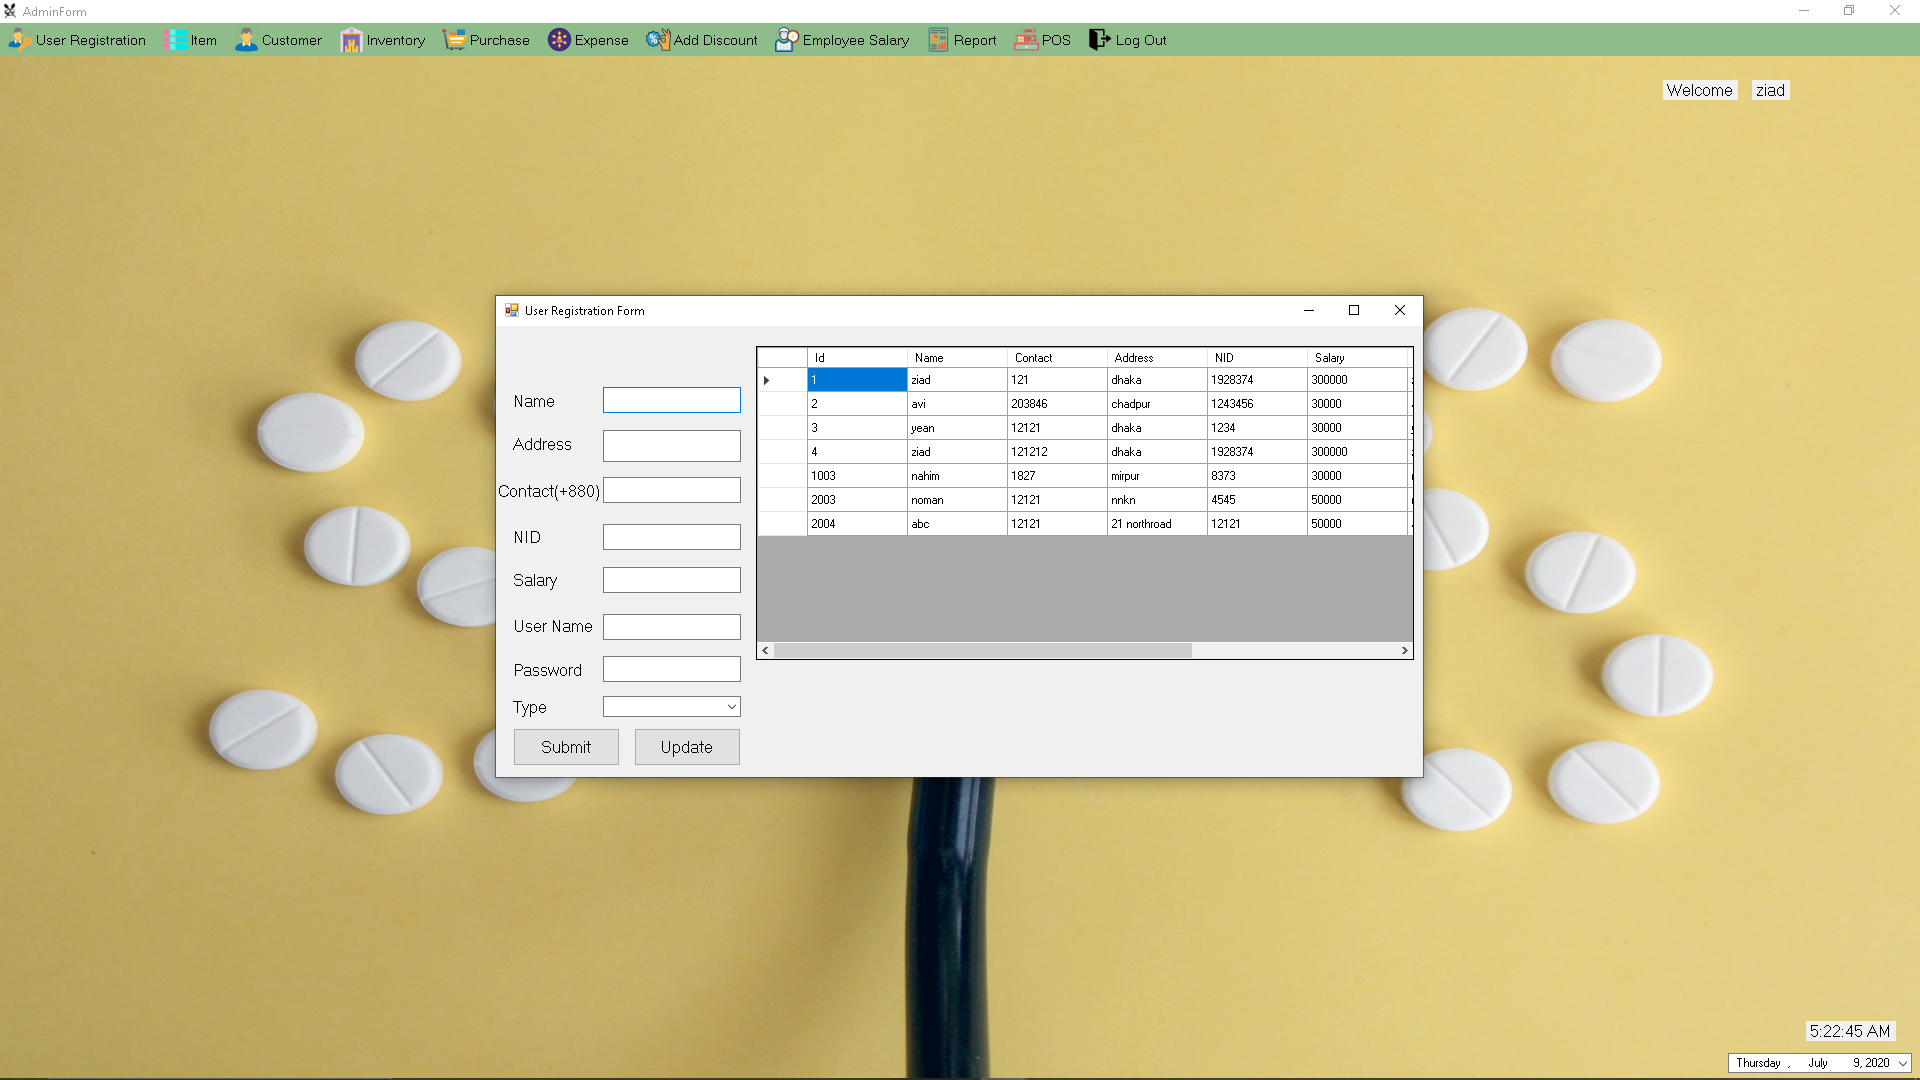 AdminForm
User Registration Item Customer Inventory Purchase Expense Add Discount Employee Salary Report POS Log Out
Welcome ziad
User Registration Form
Name
Address
Contact(+880)
NID
Salary
User Name
Password
Type
Submit Update
Id Name Contact Address NID Salary
1 ziad 121 dhaka 1928374 300000
2 avi 203846 chadpur 1243456 30000
3 yean 12121 dhaka 1234 30000
4 ziad 121212 dhaka 1928374 300000
1003 nahim 1827 mirpur 8373 30000
2003 noman 12121 nnkn 4545 50000
2004 abc 12121 21 northroad 12121 50000
5:22:45 AM
Thursday , July 9, 2020